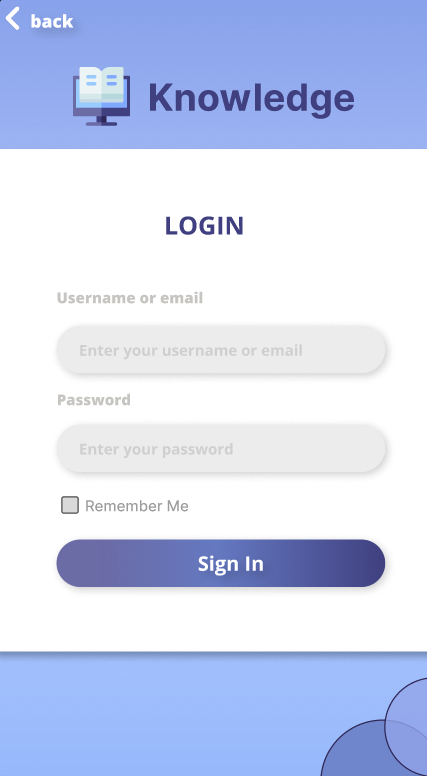 back
Knowledge
LOGIN
Username or email
Enter your username or email
Password
Enter your password
Remember Me
Sign In